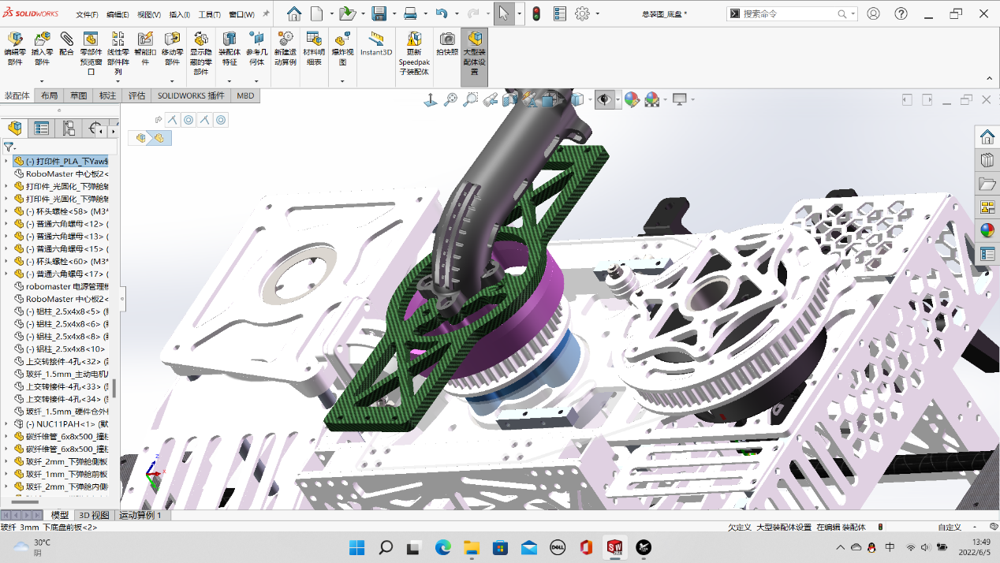 SOLIDWORKS 文件(F) 编辑(E) 视图(V) 插入(I) 工具(T) 窗口(W) 总装图_底盘 * 搜索命令
编辑零部件
插入零部件
配合
零部件预览窗口
线性零部件阵列
智能扣件
移动零部件
显示隐藏的零部件
装配体特征
参考几何体
新建运动算例
材料明细表
爆炸视图
Instant3D
更新 Speedpak 子装配体
拍快照
大型装配体设置
装配体 布局 草图 标注 评估 SOLIDWORKS 插件 MBD
(-) 打印件_PLA_下Yaw
RoboMaster 中心板2<
打印件_光固化_下弹舱
打印件_光固化_下弹舱
(-) 杯头螺栓<58> (M3*
(-) 普通六角螺母<12> (
(-) 普通六角螺母<13> (
(-) 普通六角螺母<15> (
(-) 杯头螺栓<60> (M3*
(-) 普通六角螺母<17> (
robomaster 电源管理
RoboMaster 中心板2<
(-) 铝柱_2.5x4x8<5> (
(-) 铝柱_2.5x4x8<6> (
(-) 铝柱_2.5x4x8<8> (
(-) 铝柱_2.5x4x8<10>
上交转接件-4孔<32> (
玻纤_1.5mm_主动电机
上交转接件-4孔<33> (
上交转接件-4孔<34> (
玻纤_1.5mm_硬件仓外
(-) NUC11PAH<1> (默
碳纤维管_6x8x500_撞
碳纤维管_6x8x500_撞
玻纤_2mm_下弹舱侧板
玻纤_1mm_下弹舱前板
玻纤_2mm_下弹舱内侧
Z
X
模型 3D 视图 运动算例 1
玻纤_3mm_下底盘前板<2> 欠定义 大型装配体设置 在编辑 装配体 自定义
30°C
阴
DELL
SW
中
13:49
2022/6/5